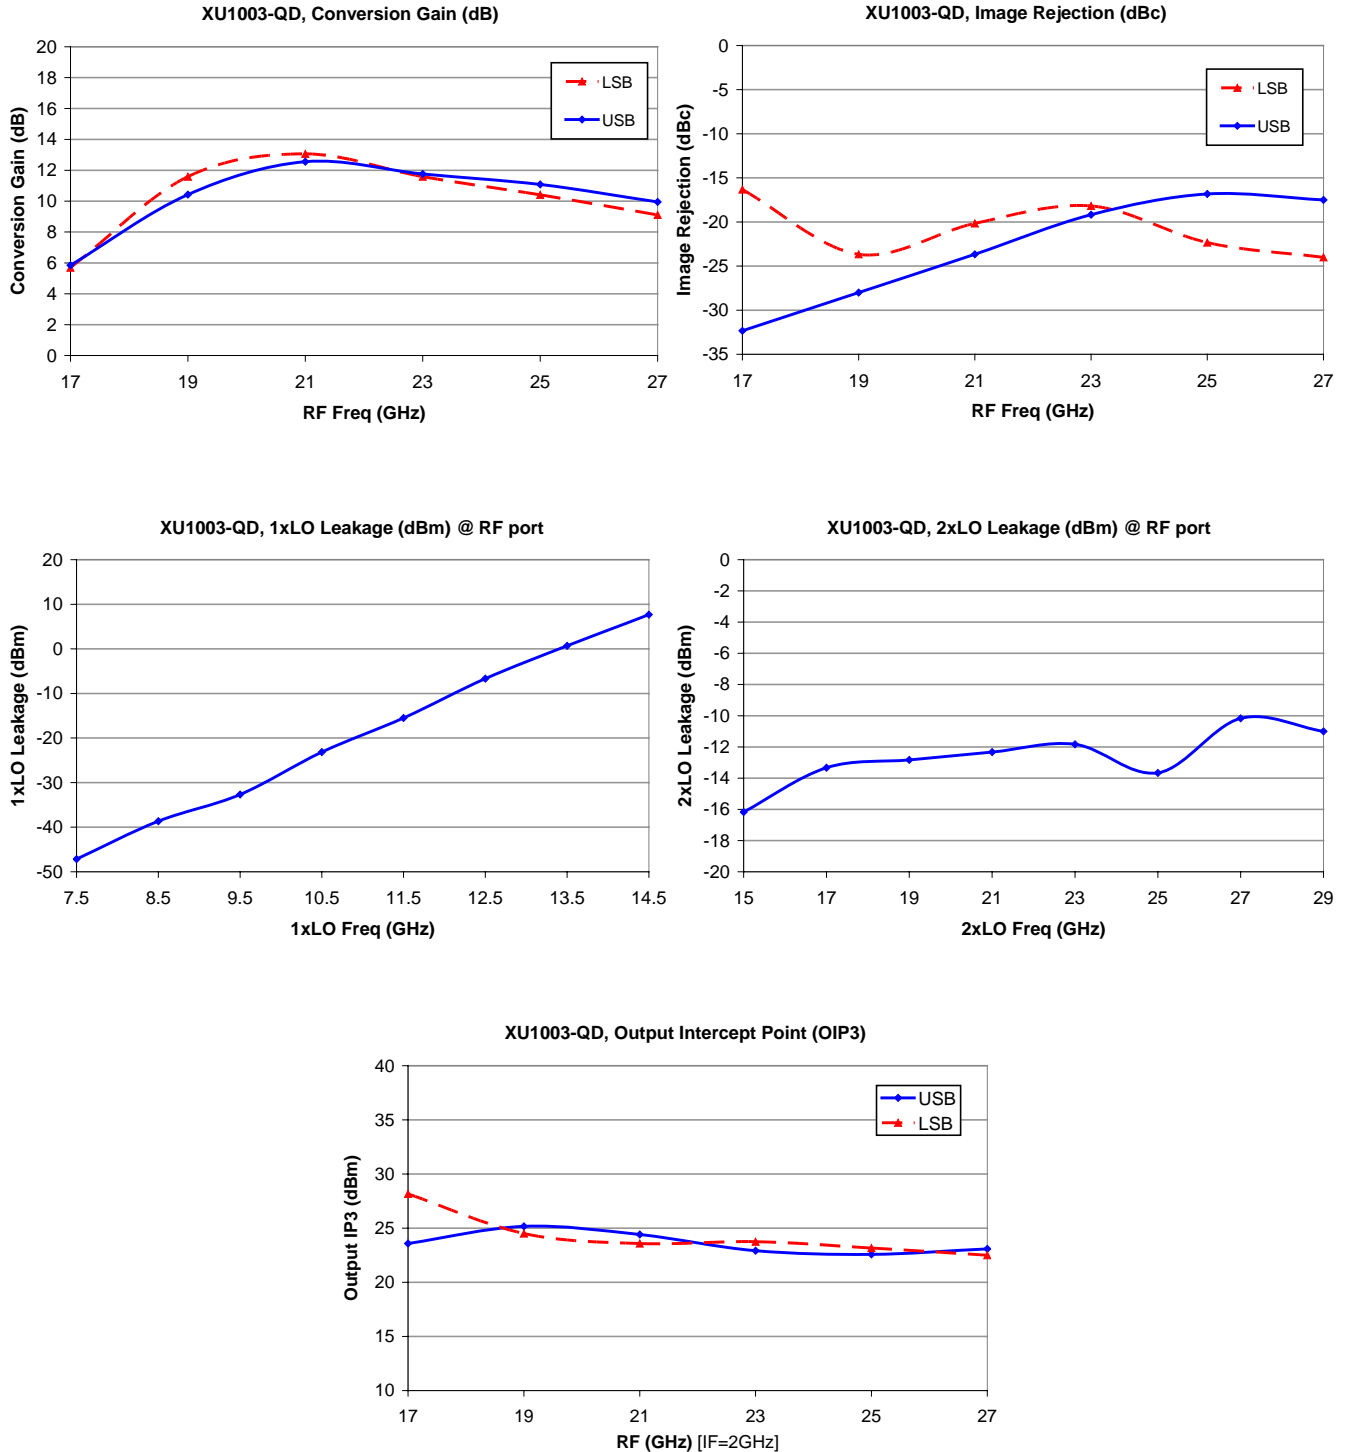 XU1003-QD, Conversion Gain (dB)
20
18
16
14
12
10
8
6
4
2
0
Conversion Gain (dB)
LSB
USB
17 19 21 23 25 27
RF Freq (GHz)
XU1003-QD, Image Rejection (dBc)
0
-5
-10
-15
-20
-25
-30
-35
Image Rejection (dBc)
LSB
USB
17 19 21 23 25 27
RF Freq (GHz)
XU1003-QD, 1xLO Leakage (dBm) @ RF port
20
10
0
-10
-20
-30
-40
-50
1xLO Leakage (dBm)
7.5 8.5 9.5 10.5 11.5 12.5 13.5 14.5
1xLO Freq (GHz)
XU1003-QD, 2xLO Leakage (dBm) @ RF port
0
-2
-4
-6
-8
-10
-12
-14
-16
-18
-20
2xLO Leakage (dBm)
15 17 19 21 23 25 27 29
2xLO Freq (GHz)
XU1003-QD, Output Intercept Point (OIP3)
40
35
30
25
20
15
10
Output IP3 (dBm)
USB
LSB
17 19 21 23 25 27
RF (GHz) [IF=2GHz]